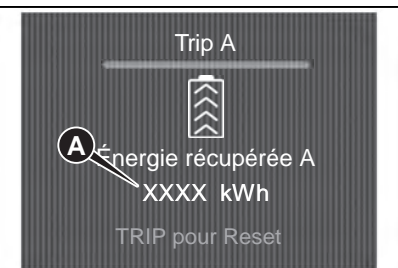 Trip A
A
Énergie récupérée A
XXXX kWh
TRIP pour Reset